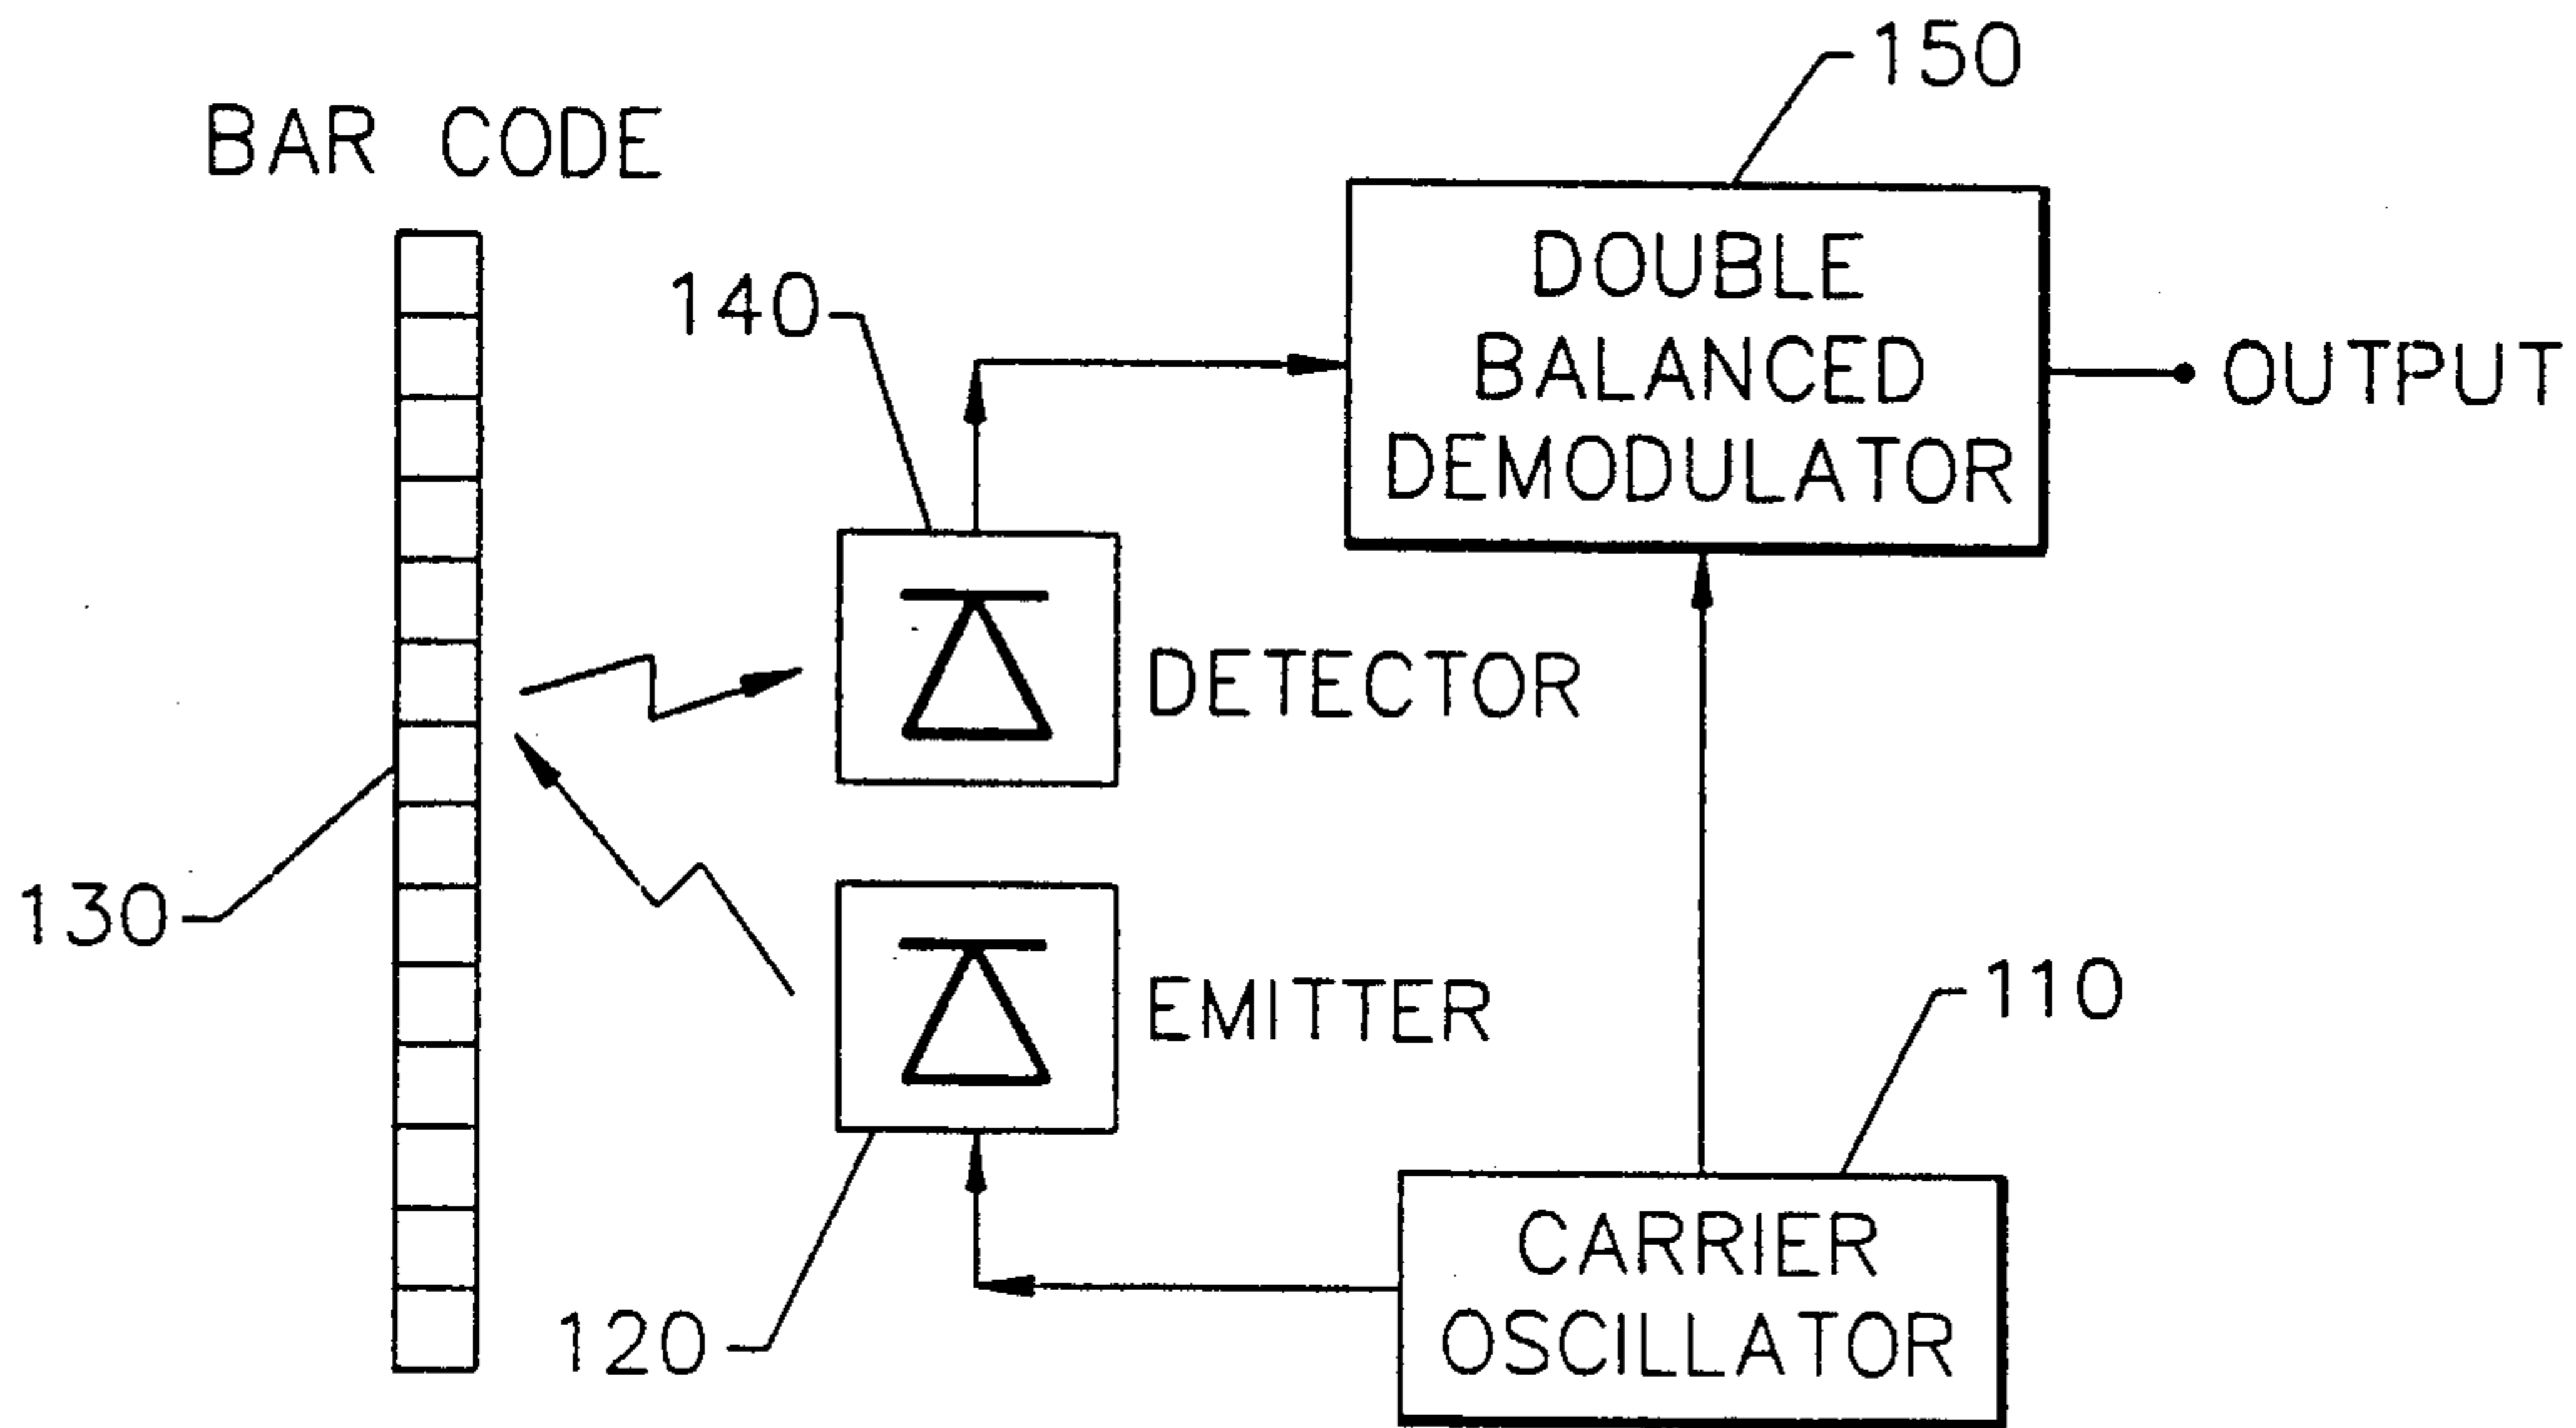 150
BAR CODE
DOUBLE
BALANCED
DEMODULATOR
OUTPUT
140
DETECTOR
130
EMITTER
110
120
CARRIER
OSCILLATOR